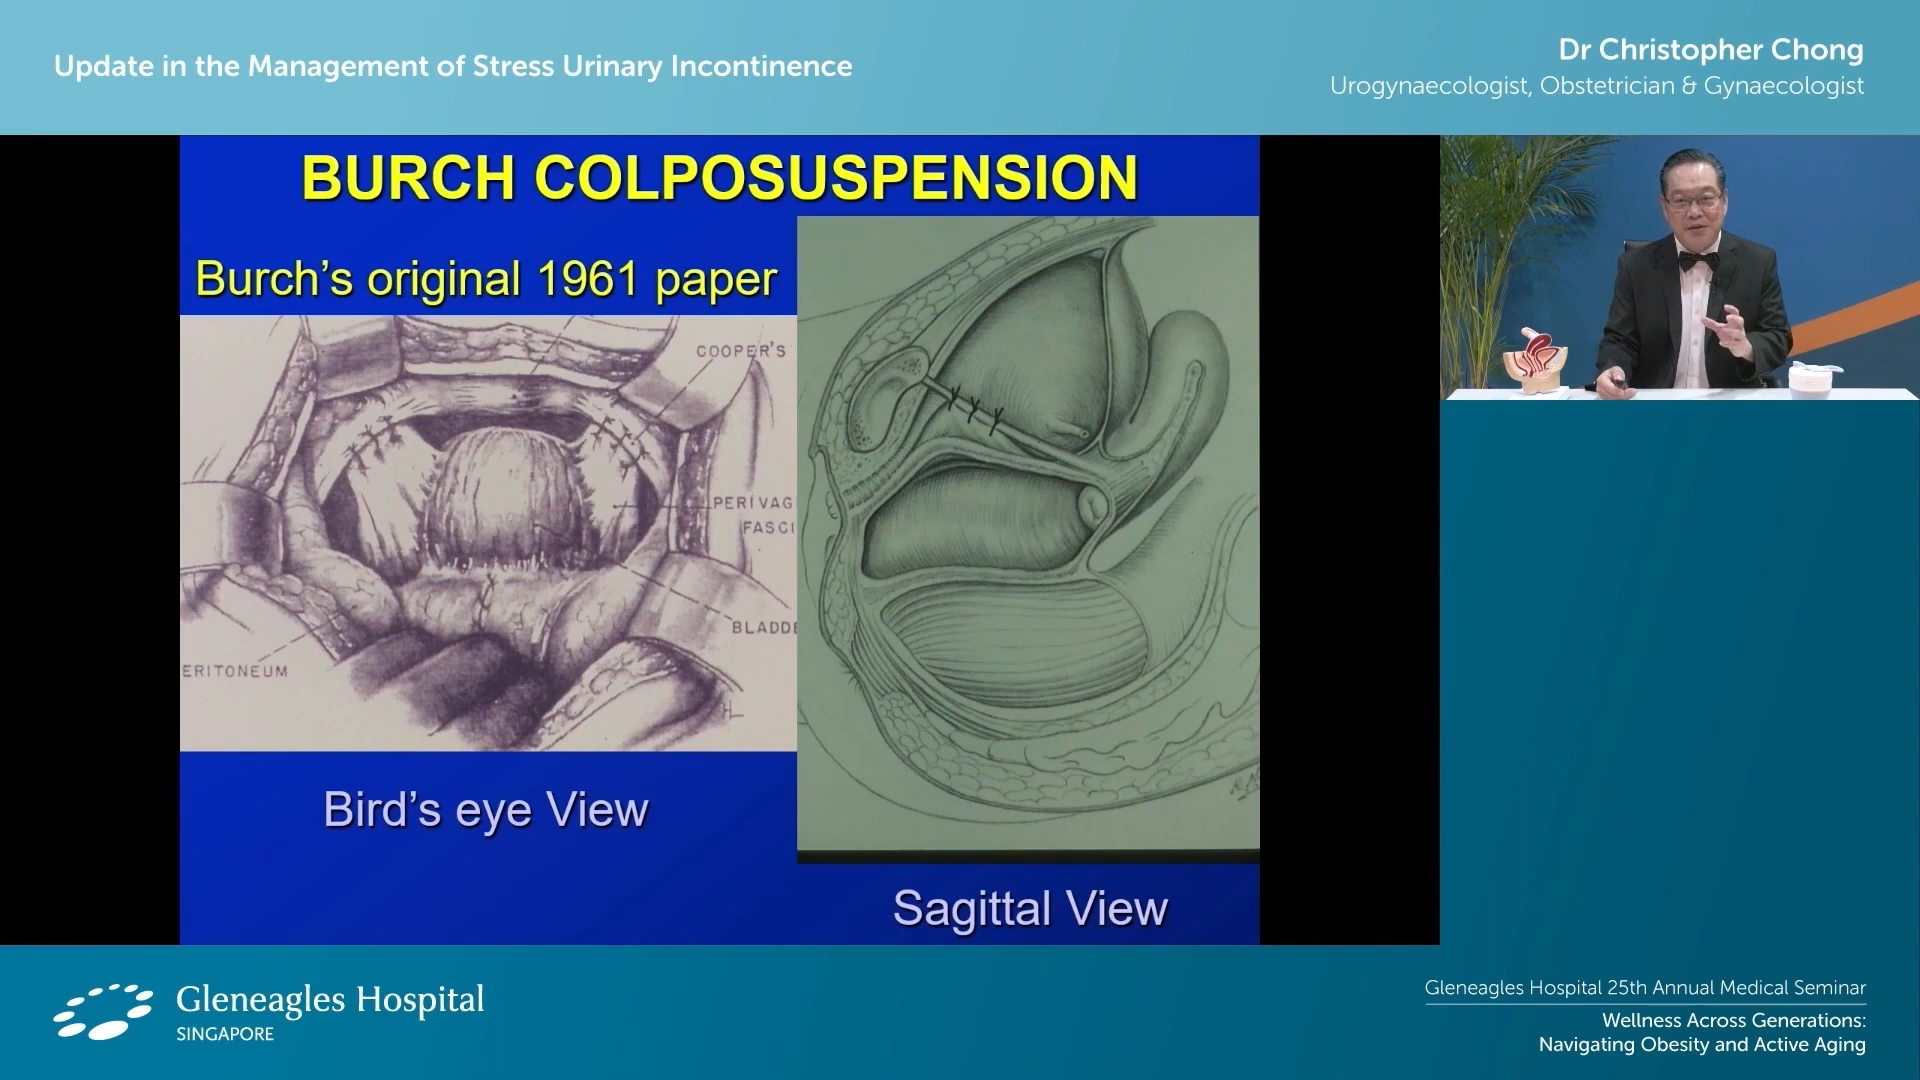 Update in the Management of Stress Urinary Incontinence
Dr Christopher Chong
Urogynaecologist, Obstetrician & Gynaecologist
BURCH COLPOSUSPENSION
Burch's original 1961 paper
COOPER'S
PERIVAG
FASCI
BLADDE
ERITONEUM
Bird's eye View
Sagittal View
Gleneagles Hospital
SINGAPORE
Gleneagles Hospital 25th Annual Medical Seminar
Wellness Across Generations:
Navigating Obesity and Active Aging